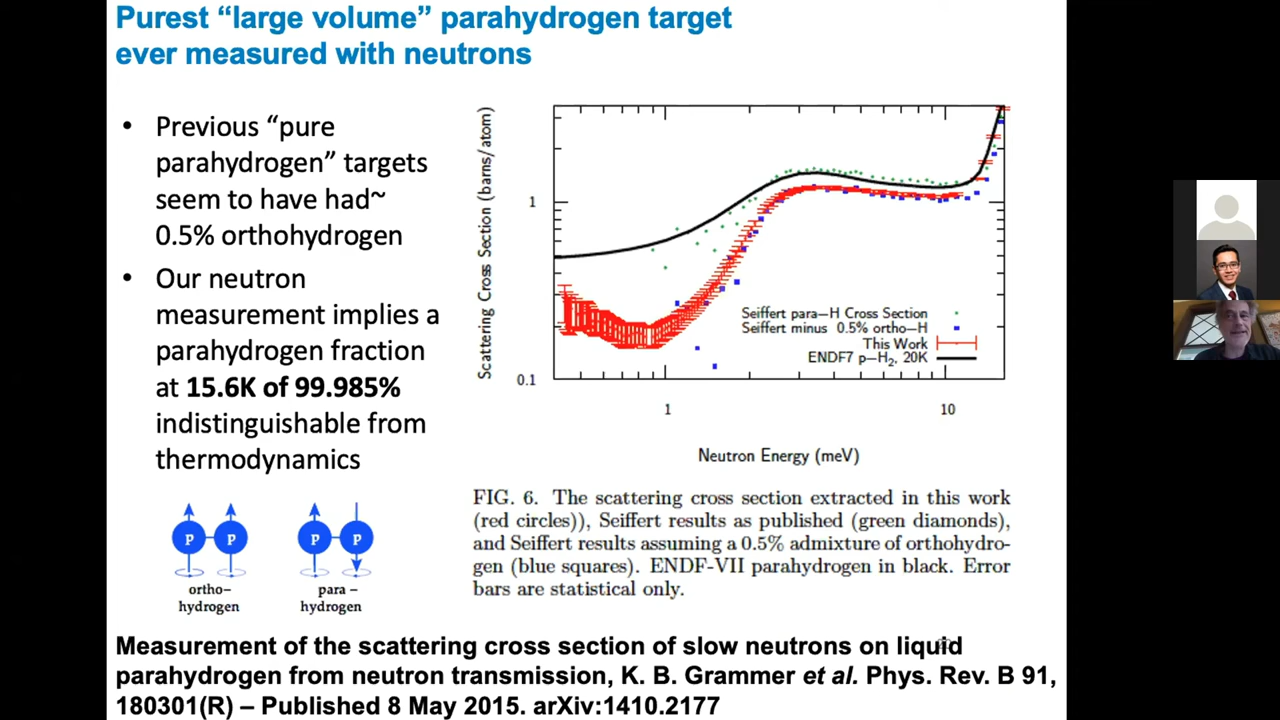 Purest “large volume” parahydrogen target
ever measured with neutrons
• Previous “pure
parahydrogen” targets
seem to have had~
0.5% orthohydrogen
• Our neutron
measurement implies a
parahydrogen fraction
at 15.6K of 99.985%
indistinguishable from
thermodynamics
P P
P P
ortho–
hydrogen
para –
hydrogen
Scattering Cross Section (barns/atom)
1
0.1
Seiffert para–H Cross Section
Seiffert minus 0.5% ortho–H
This Work
ENDF7 p–H2, 20K
1
10
Neutron Energy (meV)
FIG. 6. The scattering cross section extracted in this work
(red circles)), Seiffert results as published (green diamonds),
and Seiffert results assuming a 0.5% admixture of orthohydro-
gen (blue squares). ENDF-VII parahydrogen in black. Error
bars are statistical only.
Measurement of the scattering cross section of slow neutrons on liquid
parahydrogen from neutron transmission, K. B. Grammer et al. Phys. Rev. B 91,
180301(R) – Published 8 May 2015. arXiv:1410.2177